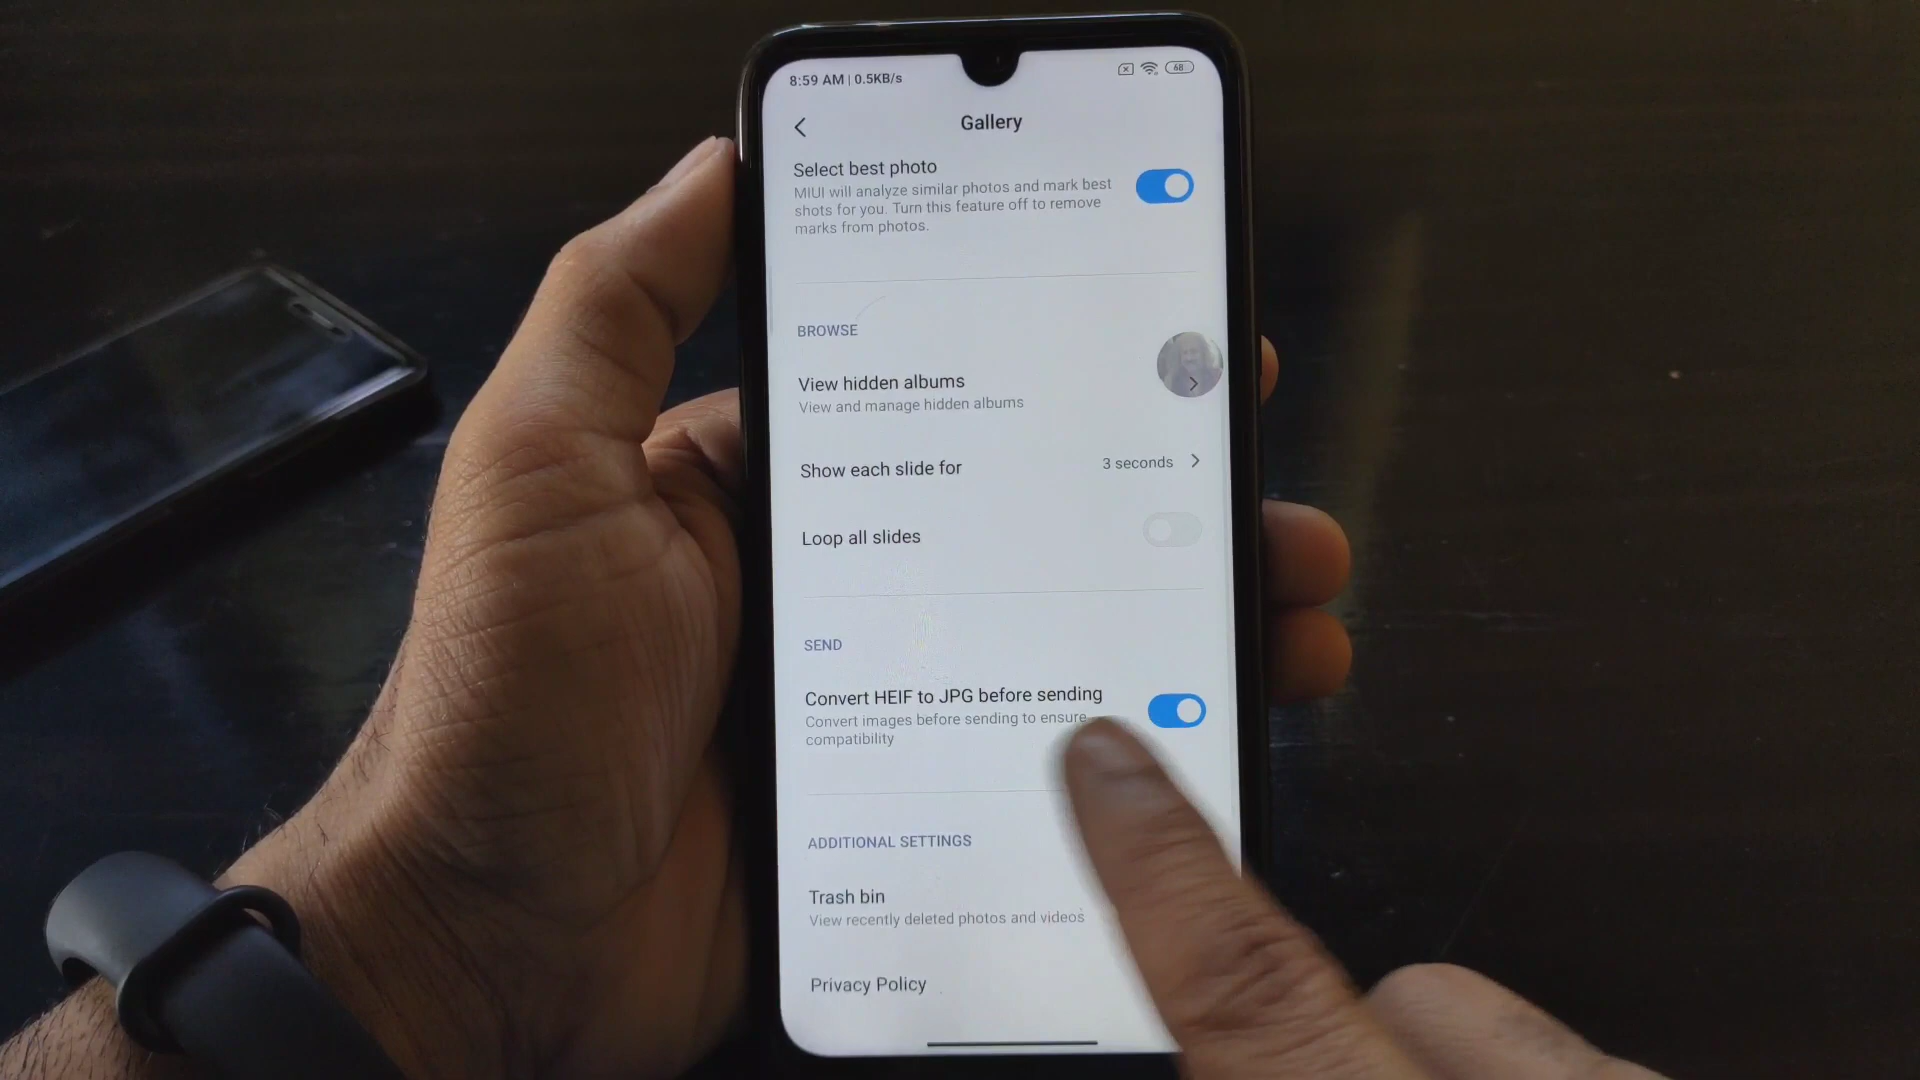 8:59 AM | 0.5KB/s
68
Gallery
Select best photo
MIUI will analyze similar photos and mark best
shots for you. Turn this feature off to remove
marks from photos.
BROWSE
View hidden albums
View and manage hidden albums
Show each slide for
3 seconds
Loop all slides
SEND
Convert HEIF to JPG before sending
Convert images before sending to ensure
compatibility
ADDITIONAL SETTINGS
Trash bin
View recently deleted photos and videos
Privacy Policy